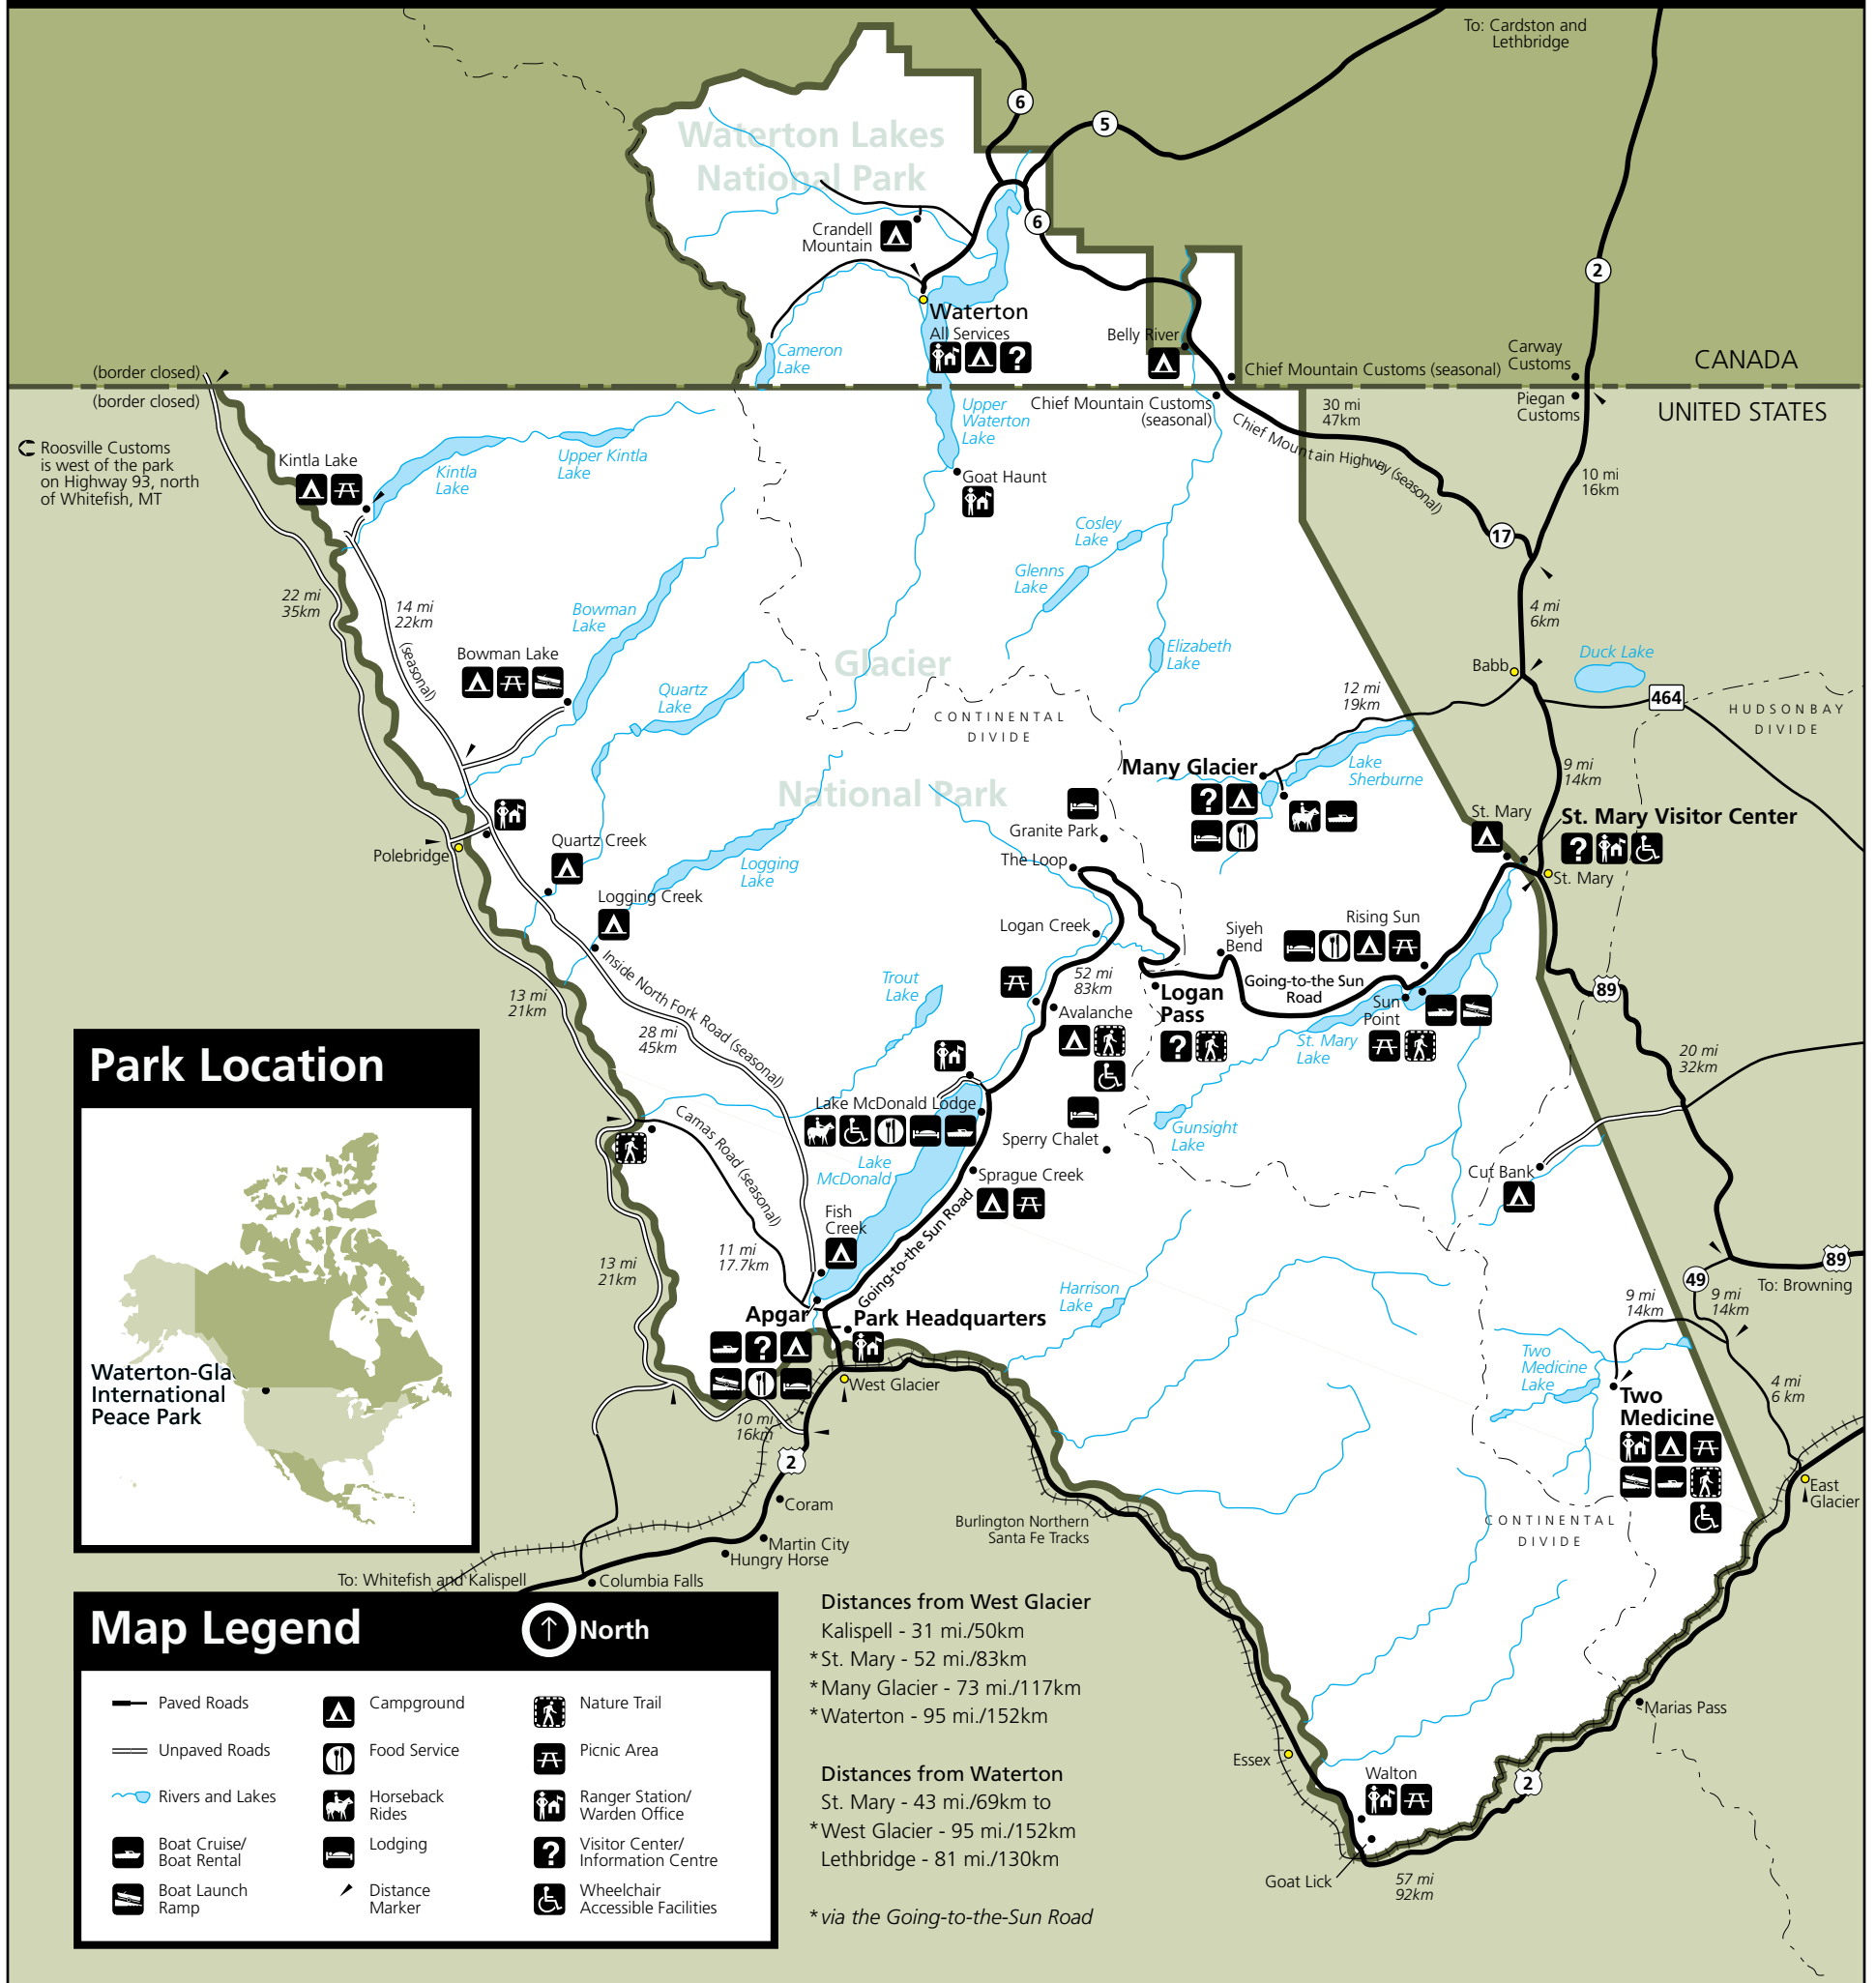 To: Cardston and
Lethbridge
6
5
Waterton Lakes
National Park
6
2
Crandell
Mountain
Waterton
All Services
Belly River
Cameron
Lake
Carway
Customs
CANADA
(border closed)
Chief Mountain Customs (seasonal)
(border closed)
Piegan
Customs
UNITED STATES
Chief Mountain Customs
(seasonal)
30 mi
47km
Chief Mountain Highway (seasonal)
Upper
Waterton
Lake
Roosville Customs
is west of the park
on Highway 93, north
of Whitefish, MT
Kintla Lake
Kintla
Lake
Upper Kintla
Lake
Goat Haunt
10 mi
16km
Cosley
Lake
17
Glenns
Lake
22 mi
35km
14 mi
22km
(seasonal)
Bowman
Lake
4 mi
6km
Bowman Lake
Elizabeth
Lake
Glacier
Babb
Duck Lake
Quartz
Lake
12 mi
19km
464
CONTINENTAL
DIVIDE
HUDSONBAY
DIVIDE
National Park
Many Glacier
Lake
Sherburne
9 mi
14km
Granite Park
St. Mary
St. Mary Visitor Center
Polebridge
Quartz Creek
The Loop
Logging
Lake
St. Mary
Logging Creek
Logan Creek
Siyeh
Bend
Rising Sun
Inside North Fork Road (seasonal)
Trout
Lake
52 mi
83km
Going-to-the Sun
Road
Logan
Pass
Sun
Point
89
13 mi
21km
28 mi
45km
Avalanche
St. Mary
Lake
20 mi
32km
Park Location
Waterton-Gla
International
Peace Park
Camas Road (seasonal)
Lake McDonald Lodge
Sperry Chalet
Gunsight
Lake
Lake
McDonald
Sprague Creek
Cut Bank
Fish
Creek
Going-to-the Sun Road
13 mi
21km
11 mi
17.7km
89
49
To: Browning
Harrison
Lake
9 mi
14km
9 mi
14km
Apgar
Park Headquarters
Two
Medicine
Lake
West Glacier
Two
Medicine
4 mi
6 km
10 mi
16km
2
East
Glacier
Coram
Burlington Northern
Santa Fe Tracks
CONTINENTAL
DIVIDE
Martin City
Hungry Horse
To: Whitefish and Kalispell
Columbia Falls
Map Legend
North
Paved Roads
Campground
Nature Trail
Unpaved Roads
Food Service
Picnic Area
Rivers and Lakes
Horseback
Rides
Ranger Station/
Warden Office
Boat Cruise/
Boat Rental
Lodging
Visitor Center/
Information Centre
Boat Launch
Ramp
Distance
Marker
Wheelchair
Accessible Facilities
Distances from West Glacier
Kalispell - 31 mi./50km
*St. Mary - 52 mi./83km
*Many Glacier - 73 mi./117km
*Waterton - 95 mi./152km
Distances from Waterton
St. Mary - 43 mi./69km to
*West Glacier - 95 mi./152km
Lethbridge - 81 mi./130km
*via the Going-to-the-Sun Road
Marias Pass
Essex
Walton
2
Goat Lick
57 mi
92km